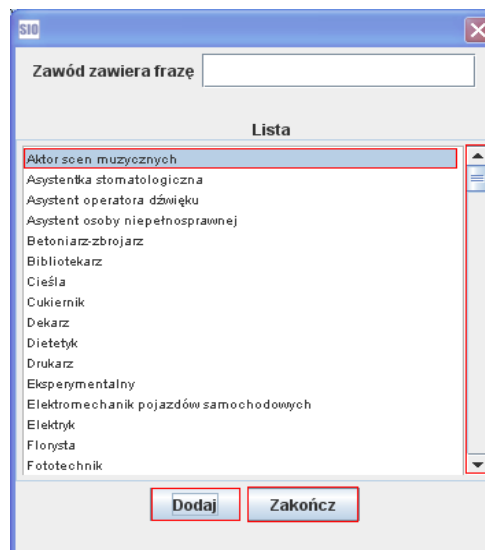 SIO
Zawód zawiera frazę
Lista
Aktor scen muzycznych
Asystentka stomatologiczna
Asystent operatora dźwięku
Asystent osoby niepełnosprawnej
Betoniarz-zbrojarz
Bibliotekarz
Cieśla
Cukiernik
Dekarz
Dietetyk
Drukarz
Eksperymentalny
Elektromechanik pojazdów samochodowych
Elektryk
Florysta
Fototechnik
Dodaj Zakończ